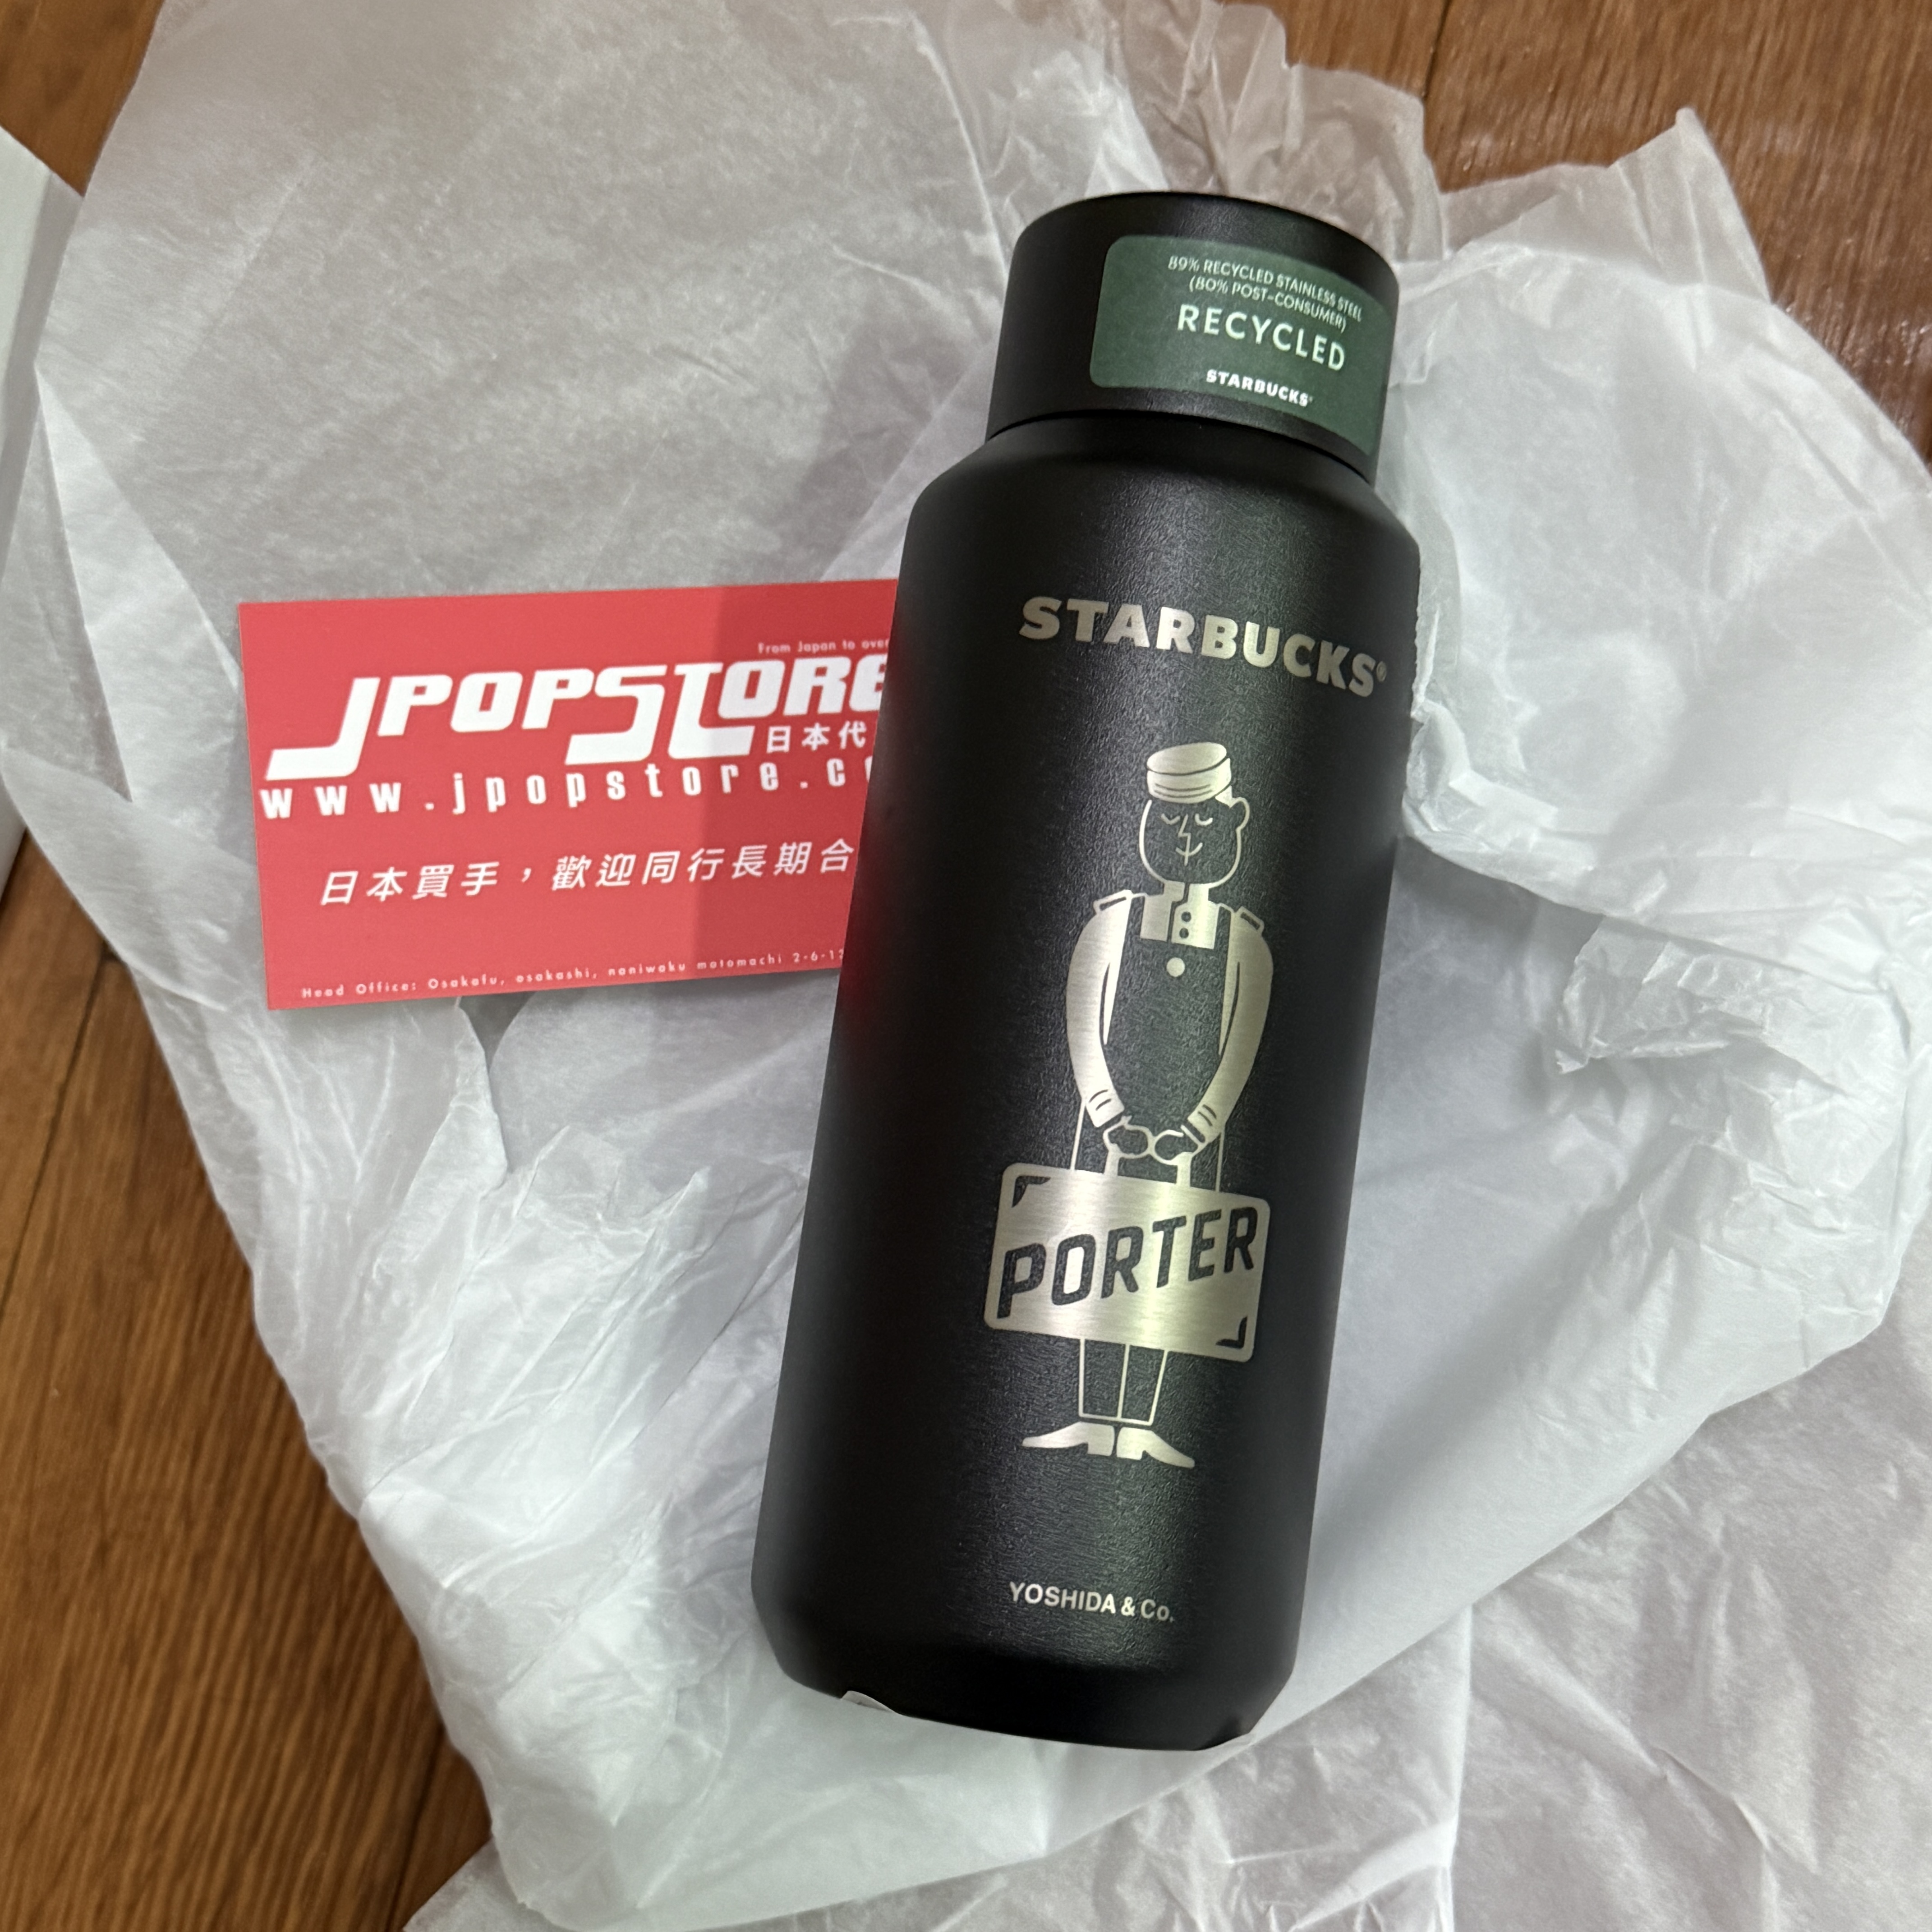 89% RECYCLED STAINLESS STEEL
(80% POST-CONSUMER)
RECYCLED
STARBUCKS
From Japan to
JPOPSTORE
日本代
www.jpopstore.c
日本買手，歡迎同行長期合
Head Office: Osakafu, osakashi, naniwaku motomachi 2-6-1
STARBUCKS®
PORTER
YOSHIDA & Co.